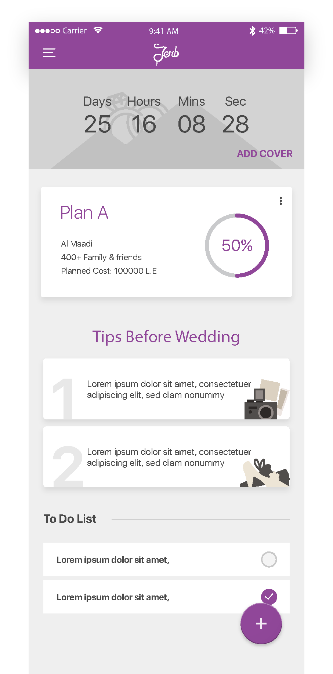 Carrier 9:41 AM 42%
Jenb
Days Hours Mins Sec
25 16 08 28
ADD COVER
Plan A
Al Maadi
400+ Family & friends
Planned Cost: 100000 L.E
50%
Tips Before Wedding
1
Lorem ipsum dolor sit amet, consectetuer
adipiscing elit, sed diam nonummy
2
Lorem ipsum dolor sit amet, consectetuer
adipiscing elit, sed diam nonummy
To Do List
Lorem ipsum dolor sit amet,
Lorem ipsum dolor sit amet,
+